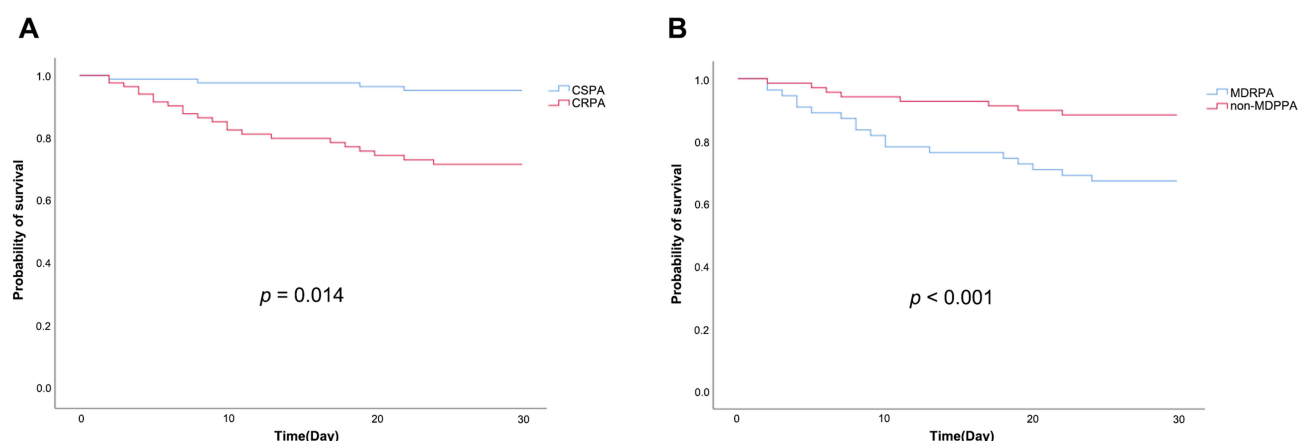 A
Probability of survival
1.0
0.8
0.6
0.4
0.2
0.0
0
10
20
30
Time(Day)
CSPA
CRPA
p = 0.014
B
Probability of survival
1.0
0.8
0.6
0.4
0.2
0.0
0
10
20
30
Time(Day)
MDRPA
non-MDPPA
p < 0.001